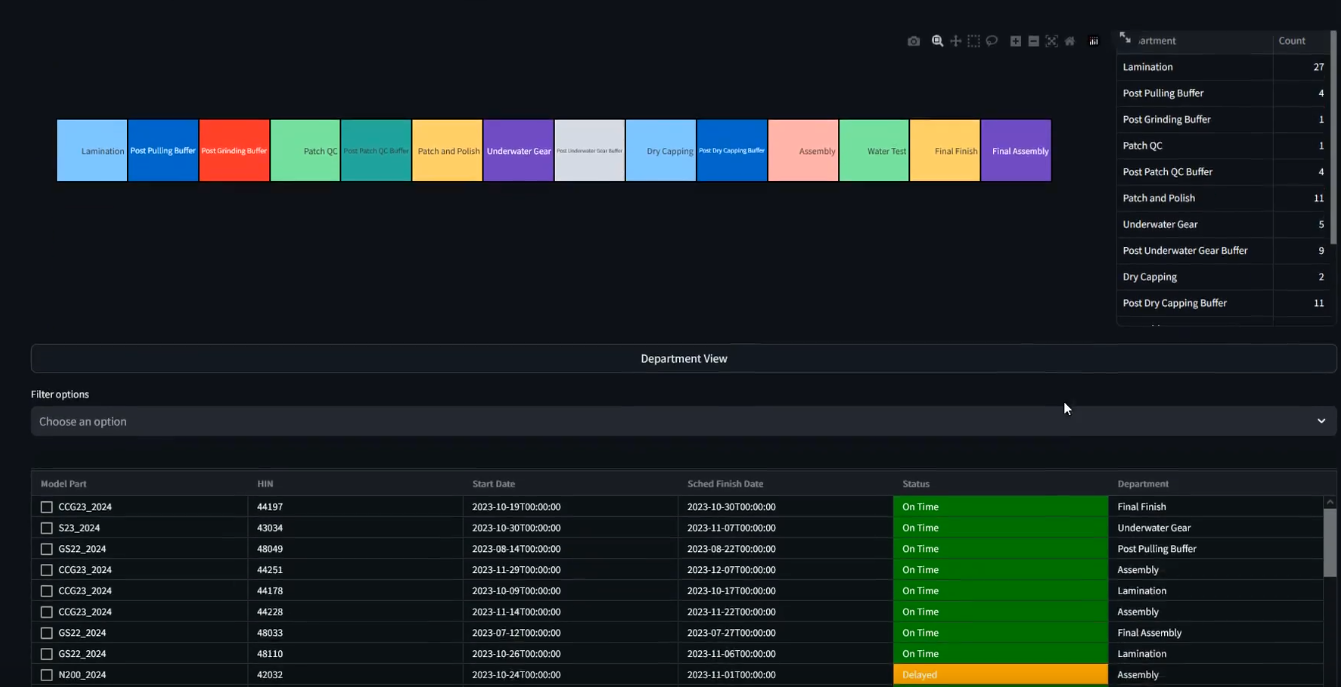 artment Count
Lamination 27
Post Pulling Buffer 4
Post Grinding Buffer 1
Patch QC 1
Post Patch QC Buffer 4
Patch and Polish 11
Underwater Gear 5
Post Underwater Gear Buffer 9
Dry Capping 2
Post Dry Capping Buffer 11
Lamination Post Pulling Buffer Post Grinding Buffer Patch QC Post Patch QC Buffer Patch and Polish Underwater Gear Post Underwater Gear Buffer Dry Capping Post Dry Capping Buffer Assembly Water Test Final Finish Final Assembly
Department View
Filter options
Choose an option
Model Part HIN Start Date Sched Finish Date Status Department
CCG23_2024 44197 2023-10-19T00:00:00 2023-10-30T00:00:00 On Time Final Finish
S23_2024 43034 2023-10-30T00:00:00 2023-11-07T00:00:00 On Time Underwater Gear
GS22_2024 48049 2023-08-14T00:00:00 2023-08-22T00:00:00 On Time Post Pulling Buffer
CCG23_2024 44251 2023-11-29T00:00:00 2023-12-07T00:00:00 On Time Assembly
CCG23_2024 44178 2023-10-09T00:00:00 2023-10-17T00:00:00 On Time Lamination
CCG23_2024 44228 2023-11-14T00:00:00 2023-11-22T00:00:00 On Time Assembly
GS22_2024 48033 2023-07-12T00:00:00 2023-07-27T00:00:00 On Time Final Assembly
GS22_2024 48110 2023-10-26T00:00:00 2023-11-06T00:00:00 On Time Lamination
N200_2024 42032 2023-10-24T00:00:00 2023-11-01T00:00:00 Delayed Assembly